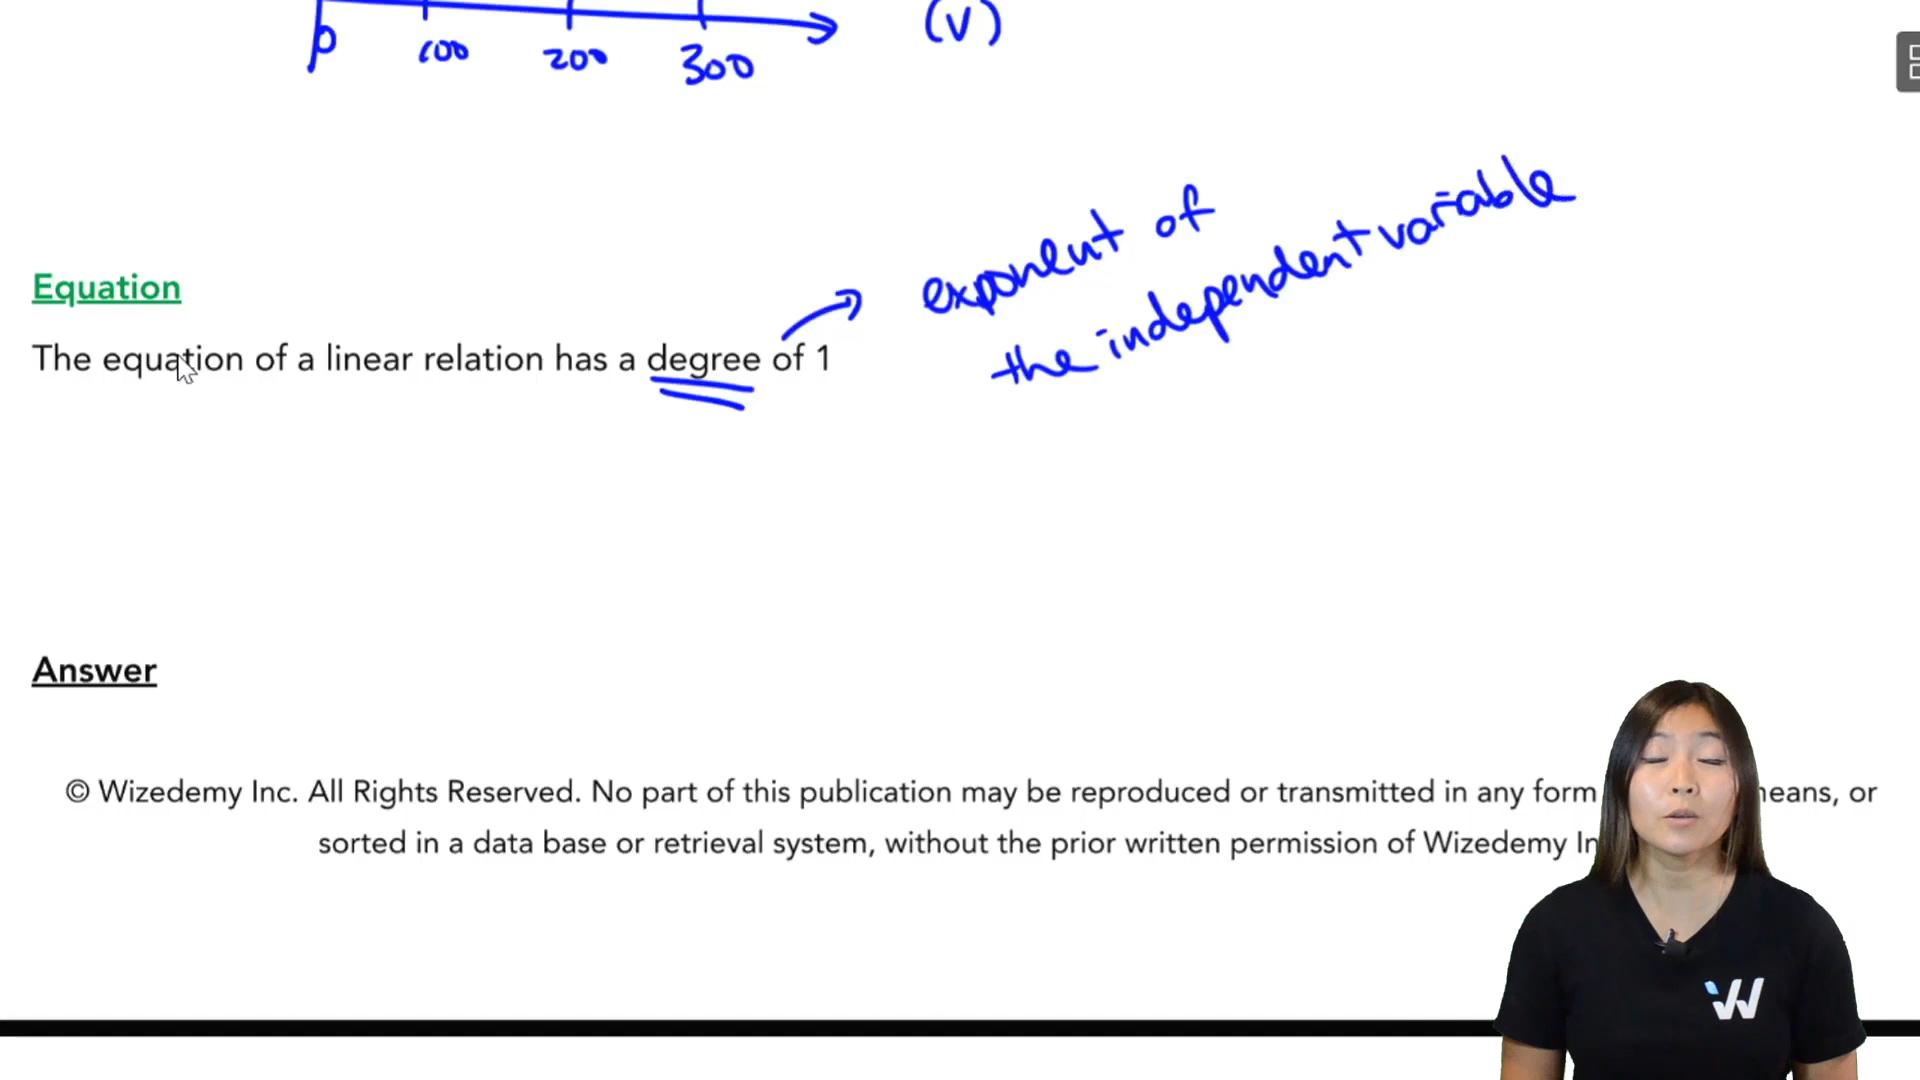 0 100 200 300 (V)
exponent of
the independent variable
Equation
The equation of a linear relation has a degree of 1
Answer
© Wizedemy Inc. All Rights Reserved. No part of this publication may be reproduced or transmitted in any form eans, or
sorted in a data base or retrieval system, without the prior written permission of Wizedemy In
W